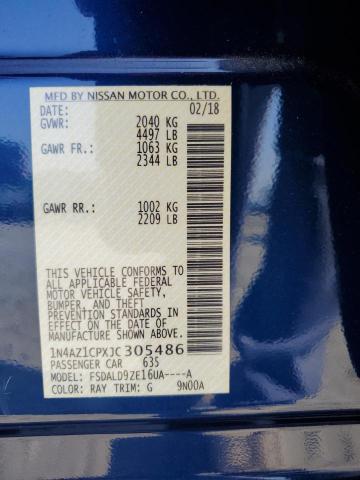 MFD BY NISSAN MOTOR CO., LTD.
DATE: 02/18
GVWR: 2040 KG
4497 LB
GAWR FR.: 1063 KG
2344 LB
GAWR RR.: 1002 KG
2209 LB
THIS VEHICLE CONFORMS TO
ALL APPLICABLE FEDERAL
MOTOR VEHICLE SAFETY,
BUMPER, AND THEFT
PREVENTION STANDARDS
IN EFFECT ON THE DATE OF
MANUFACTURE SHOWN ABOVE.
1N4AZ1CPXJC305486
PASSENGER CAR 635
MODEL: FSDALD9ZE16UA----A
COLOR: RAY TRIM: G 9N00A